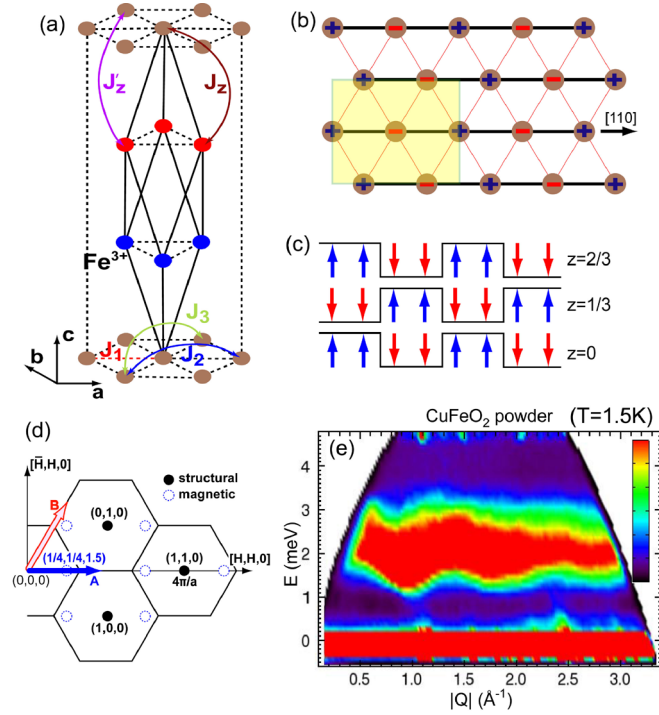 (a)
J'z
Jz
Fe3+
J3
J1
J2
c
b
a
(b)
+ − + − +
+ − + − +
+ − + − +
[110]
+ − + − +
(c)
z=2/3
z=1/3
z=0
(d)
[H̅,H,0]
structural
magnetic
B
(0,1,0)
(1/4,1/4,1.5)
(1,1,0)
[H,H,0]
(0,0,0)
A
4π/a
(1,0,0)
CuFeO2 powder
(T=1.5K)
(e)
E (meV)
4
3
2
1
0
0.5 1.0 1.5 2.0 2.5 3.0
|Q| (Å-1)